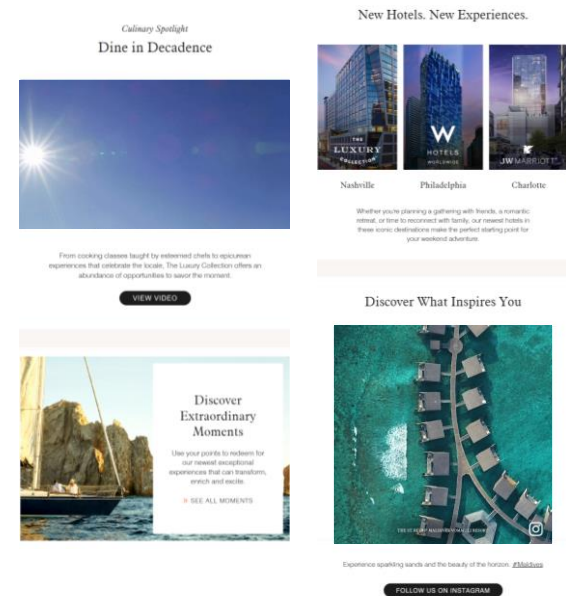 Culinary Spotlight
Dine in Decadence
From cooking classes taught by esteemed chefs to epicurean
experiences that celebrate the locale, The Luxury Collection offers an
abundance of opportunities to savor the moment.
VIEW VIDEO
Discover
Extraordinary
Moments
Use your points to redeem for
our newest exceptional
experiences that can transform,
enrich and excite.
SEE ALL MOMENTS
New Hotels. New Experiences.
THE
LUXURY
COLLECTION
W
HOTELS
WORLDWIDE
JW MARRIOTT
Nashville
Philadelphia
Charlotte
Whether you're planning a gathering with friends, a romantic
retreat, or time to reconnect with family, our newest hotels in
these iconic destinations make the perfect starting point for
your weekend adventure.
Discover What Inspires You
Experience sparkling sands and the beauty of the horizon. #Maldives
FOLLOW US ON INSTAGRAM